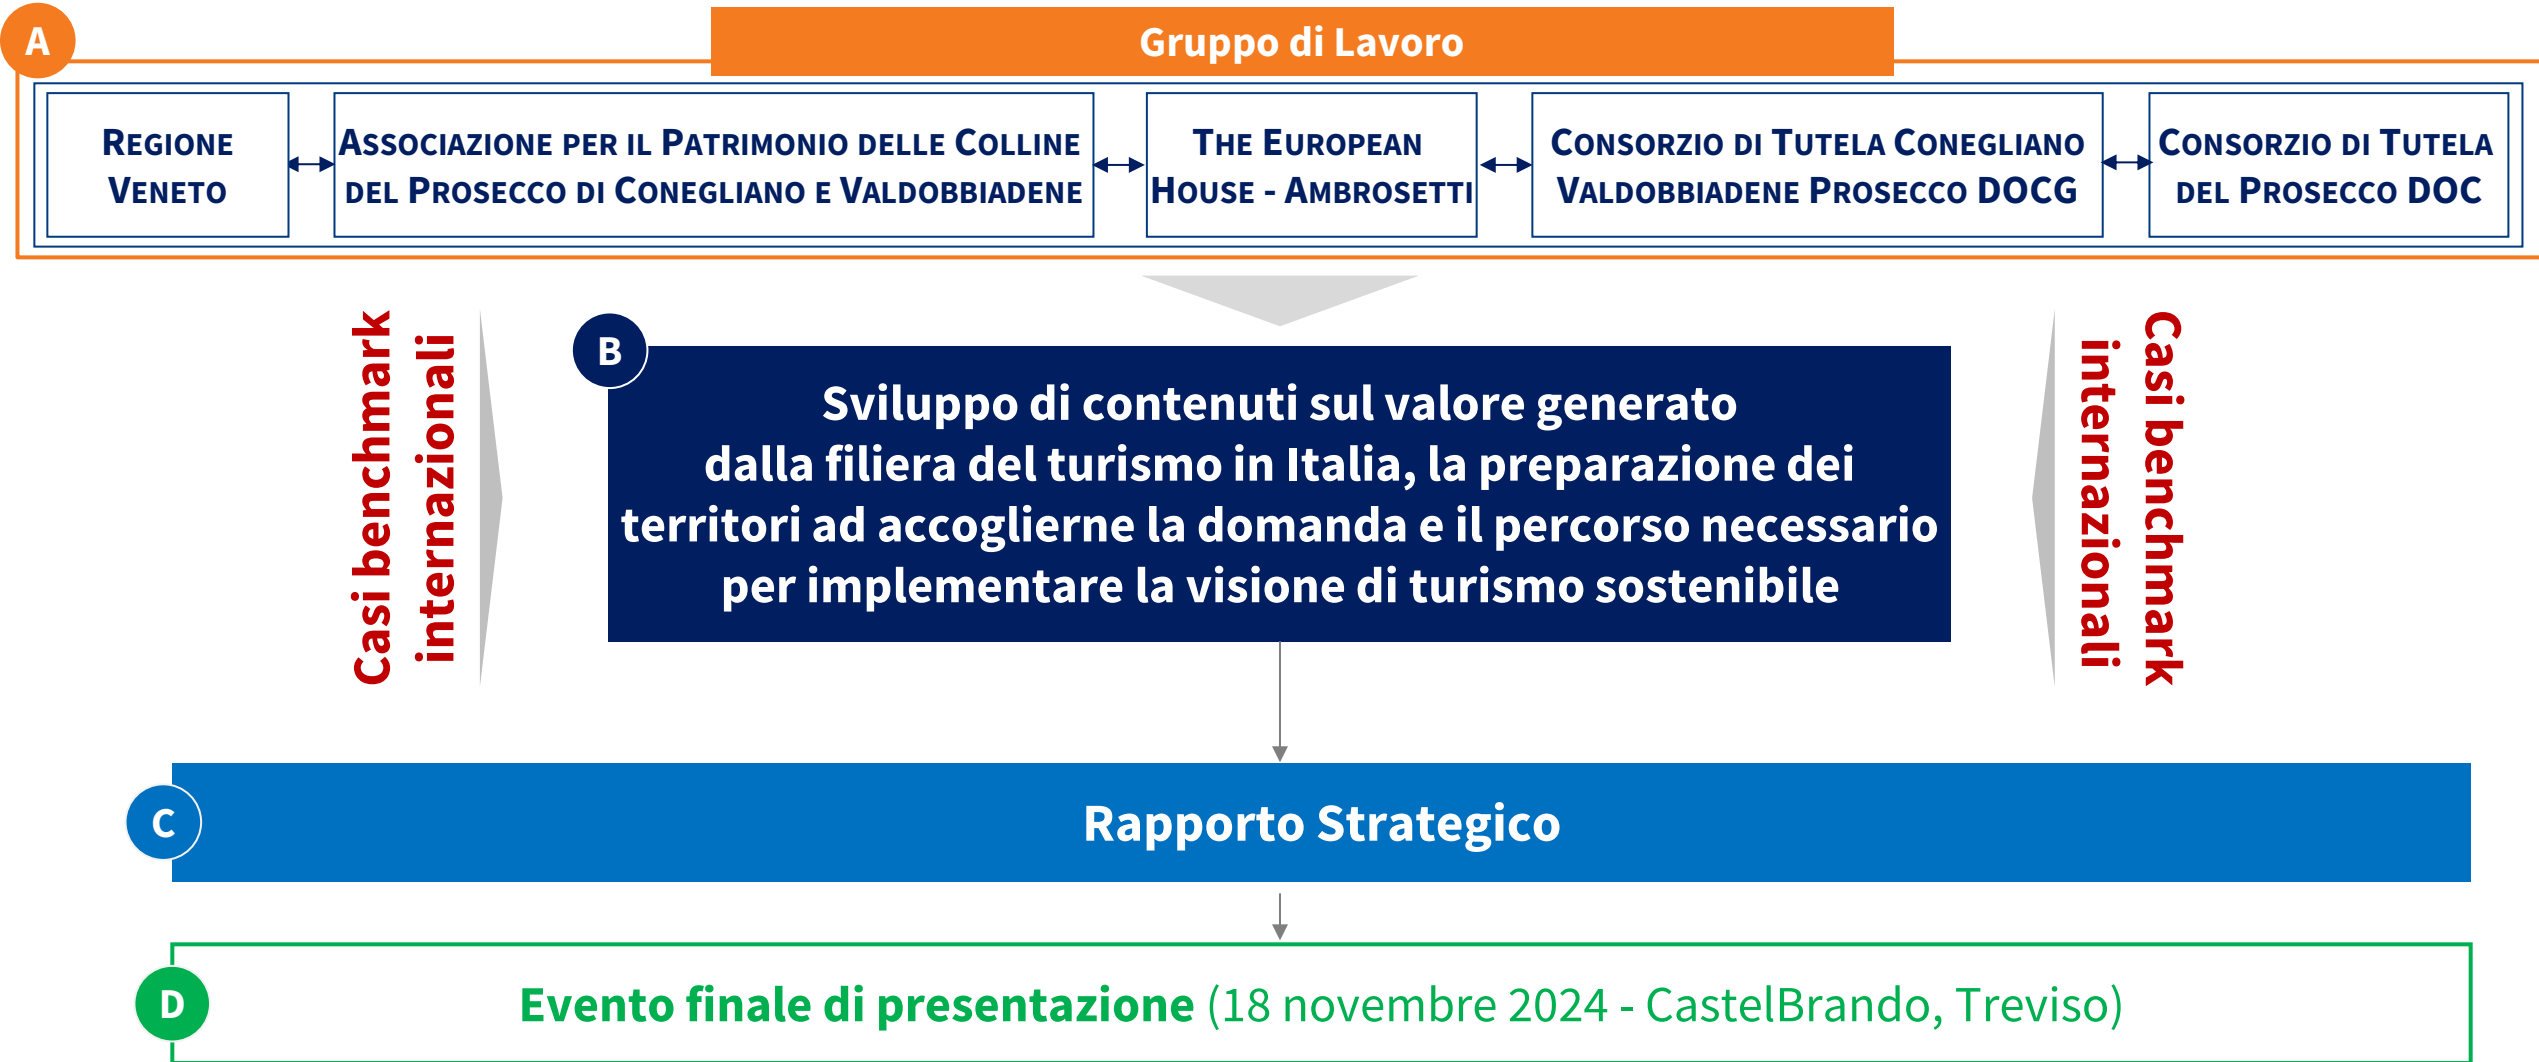 A
Gruppo di Lavoro
REGIONE
VENETO
ASSOCIAZIONE PER IL PATRIMONIO DELLE COLLINE
DEL PROSECCO DI CONEGLIANO E VALDOBBIADENE
THE EUROPEAN
HOUSE - AMBROSETTI
CONSORZIO DI TUTELA CONEGLIANO
VALDOBBIADENE PROSECCO DOCG
CONSORZIO DI TUTELA
DEL PROSECCO DOC
Casi benchmark
internazionali
B
Sviluppo di contenuti sul valore generato
dalla filiera del turismo in Italia, la preparazione dei
territori ad accoglierne la domanda e il percorso necessario
per implementare la visione di turismo sostenibile
Casi benchmark
internazionali
C
Rapporto Strategico
D
Evento finale di presentazione (18 novembre 2024 - CastelBrando, Treviso)